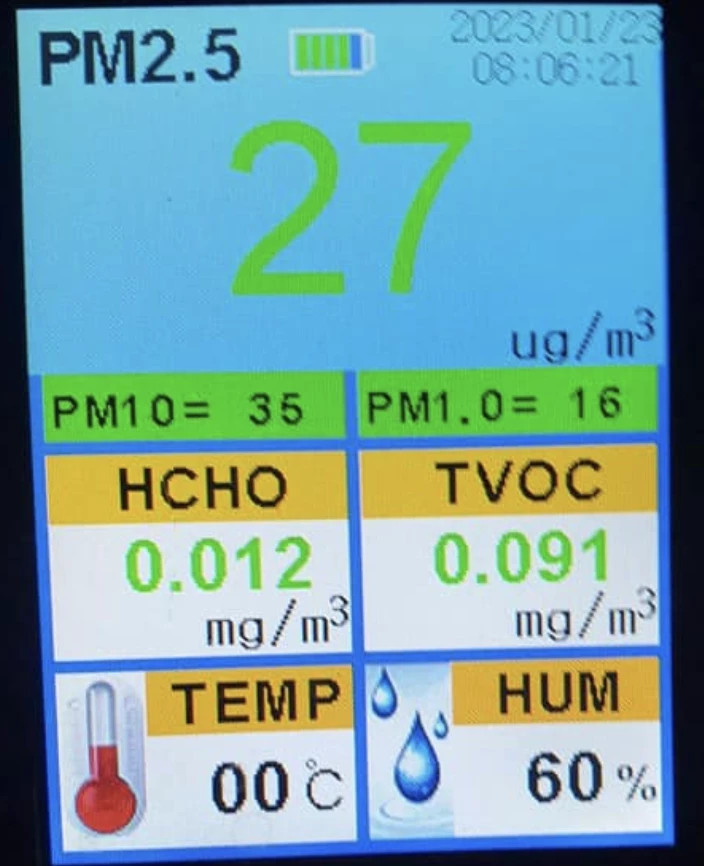 PM2.5
2023/01/23
08:06:21
27
ug/m³
PM10= 35
PM1.0= 16
HCHO
TVOC
0.012
0.091
mg/m³
mg/m³
TEMP
HUM
00℃
60%